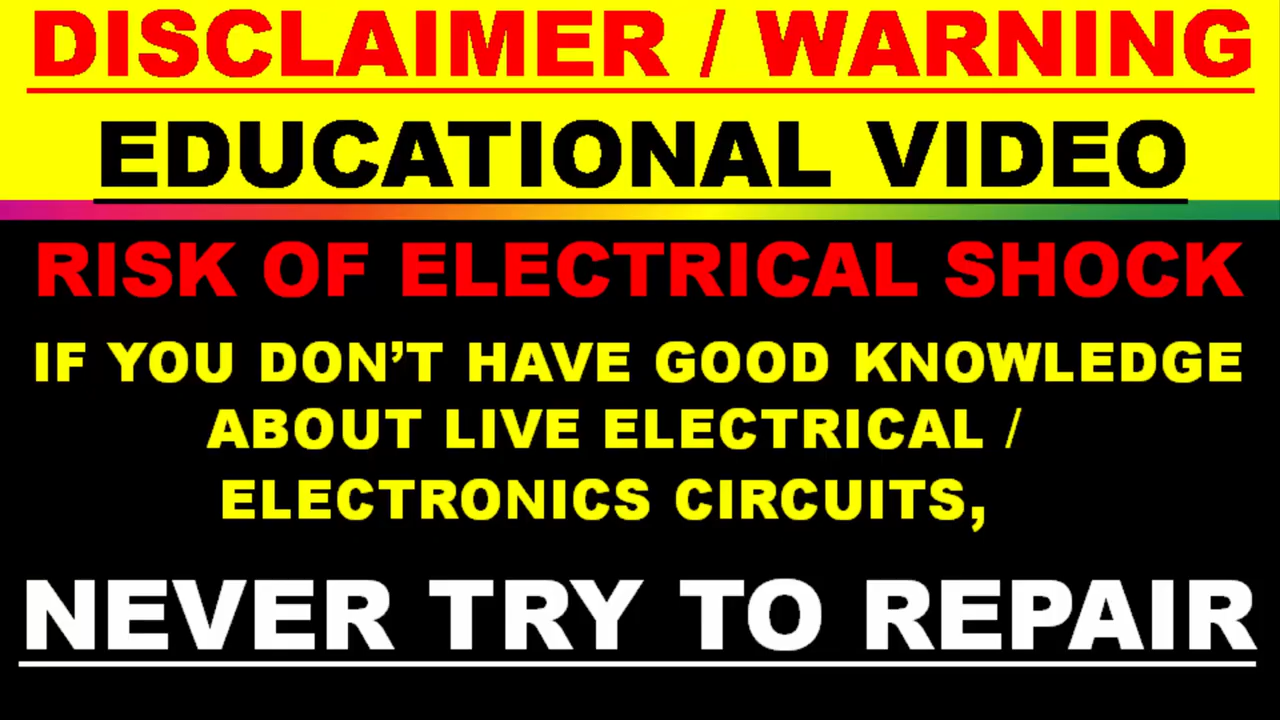 DISCLAIMER / WARNING
EDUCATIONAL VIDEO
RISK OF ELECTRICAL SHOCK
IF YOU DON’T HAVE GOOD KNOWLEDGE
ABOUT LIVE ELECTRICAL /
ELECTRONICS CIRCUITS,
NEVER TRY TO REPAIR